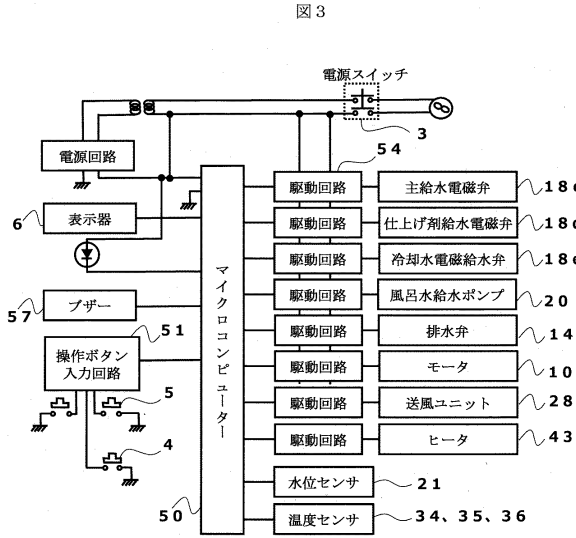 図3
電源スイッチ
3
電源回路
54
駆動回路
主給水電磁弁
18c
6
表示器
駆動回路
仕上げ剤給水電磁弁
18d
駆動回路
冷却水電磁給水弁
18e
57
ブザー
駆動回路
風呂水給水ポンプ
20
51
操作ボタン
入力回路
駆動回路
排水弁
14
マイクロコンピューター
駆動回路
モータ
10
5
駆動回路
送風ユニット
28
4
駆動回路
ヒータ
43
水位センサ
21
50
温度センサ
34、35、36